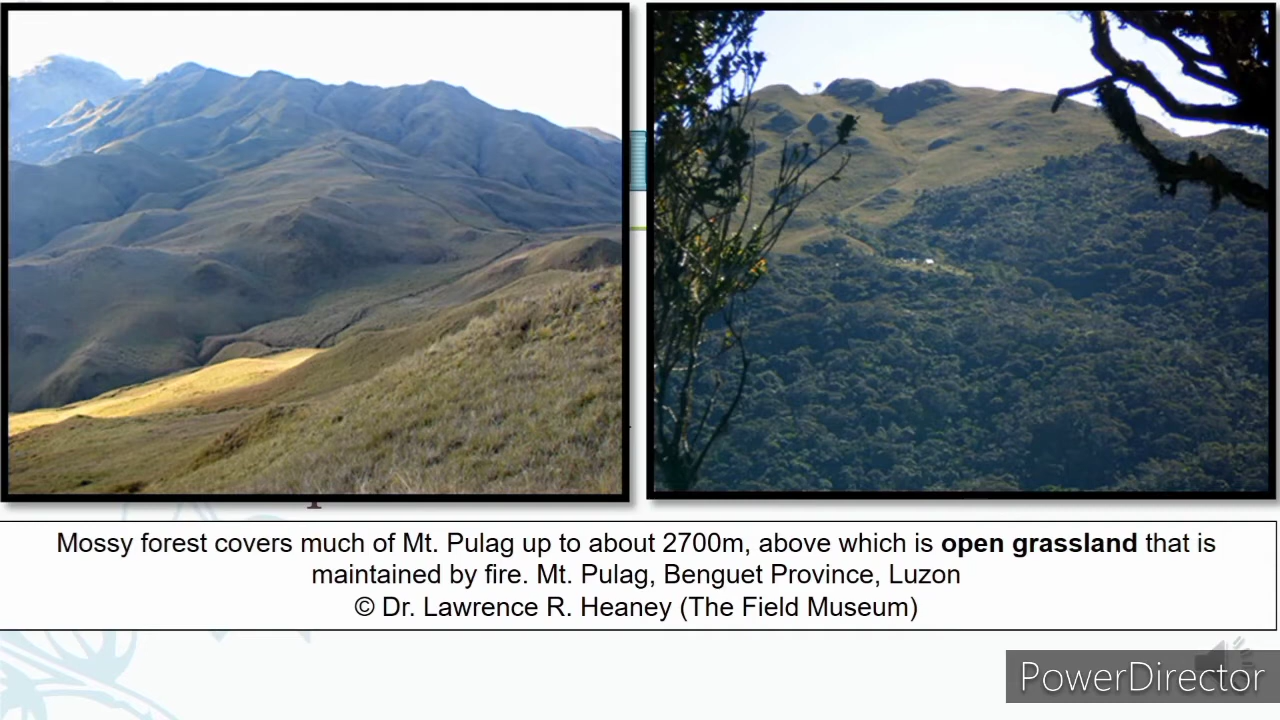 Mossy forest covers much of Mt. Pulag up to about 2700m, above which is open grassland that is
maintained by fire. Mt. Pulag, Benguet Province, Luzon
© Dr. Lawrence R. Heaney (The Field Museum)
PowerDirector